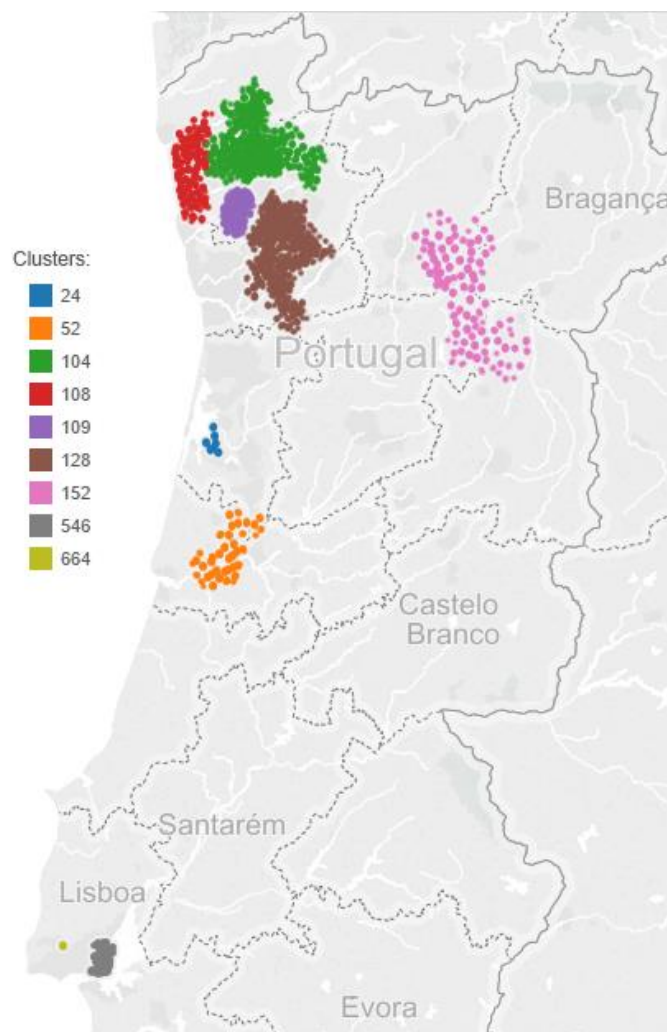 Bragança
Clusters:
24
52
104
108
109
128
152
546
664
Portugal
Castelo
Branco
Santarém
Lisboa
Evora